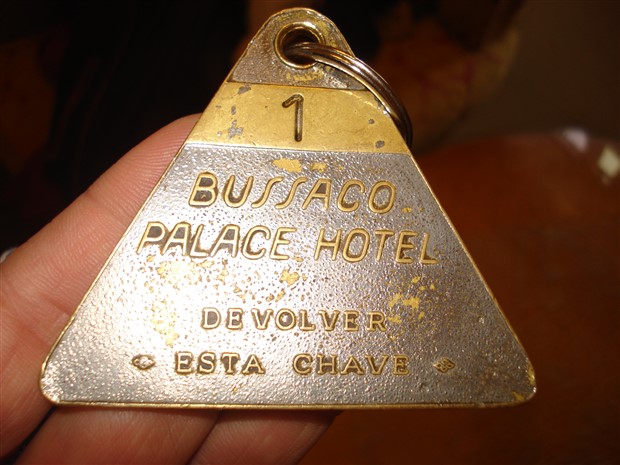 1
BUSSACO
PALACE HOTEL
DEVOLVER
ESTA CHAVE